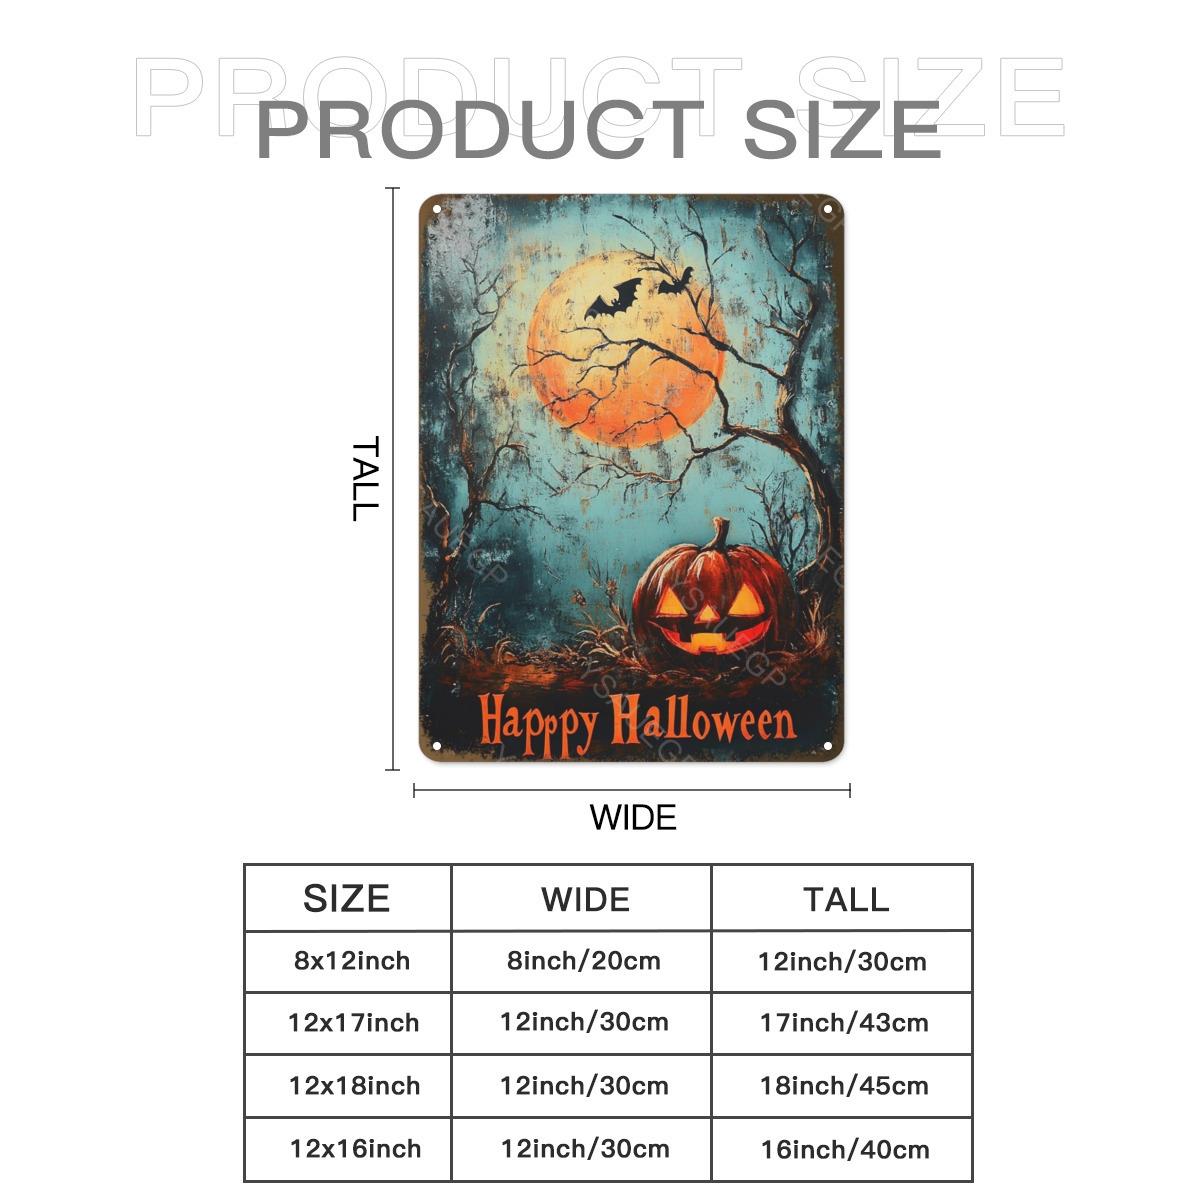 PRODUCT SIZE
PRODUCT SIZE
TALL
YSAUEGP
Happpy Halloween
WIDE
SIZE WIDE TALL
8x12inch 8inch/20cm 12inch/30cm
12x17inch 12inch/30cm 17inch/43cm
12x18inch 12inch/30cm 18inch/45cm
12x16inch 12inch/30cm 16inch/40cm